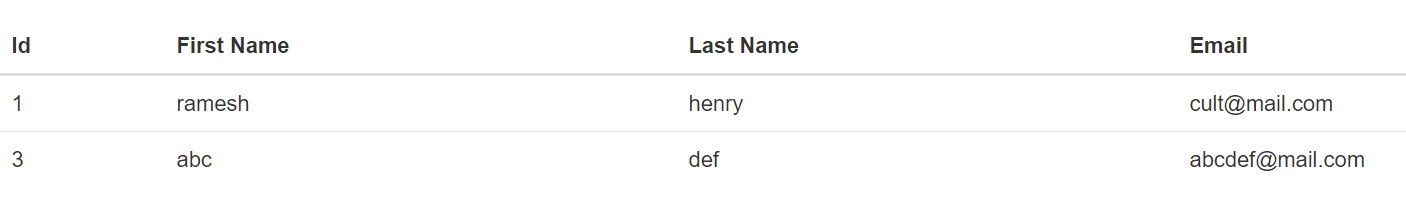 Id First Name Last Name Email
1 ramesh henry cult@mail.com
3 abc def abcdef@mail.com